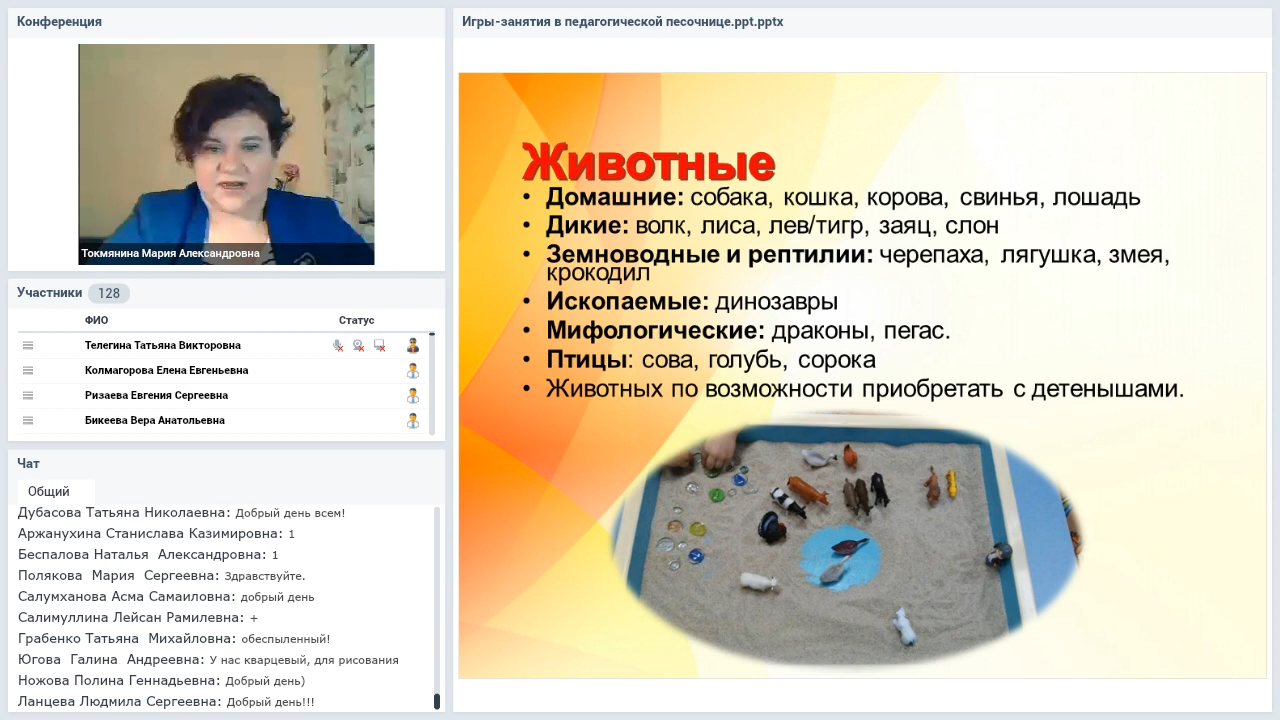 Конференция
Токмянина Мария Александровна
Участники 128
ФИО Статус
Телегина Татьяна Викторовна
Колмагорова Елена Евгеньевна
Ризаева Евгения Сергеевна
Бикеева Вера Анатольевна
Чат
Общий
Дубасова Татьяна Николаевна: Добрый день всем!
Аржанухина Станислава Казимировна: 1
Беспалова Наталья Александровна: 1
Полякова Мария Сергеевна: Здравствуйте.
Салумханова Асма Самаиловна: добрый день
Салимуллина Лейсан Рамилевна: +
Грабенко Татьяна Михайловна: обеспыленный!
Югова Галина Андреевна: У нас кварцевый, для рисования
Ножова Полина Геннадьевна: Добрый день)
Ланцева Людмила Сергеевна: Добрый день!!!
Игры-занятия в педагогической песочнице.ppt.pptx
Животные
• Домашние: собака, кошка, корова, свинья, лошадь
• Дикие: волк, лиса, лев/тигр, заяц, слон
• Земноводные и рептилии: черепаха, лягушка, змея,
крокодил
• Ископаемые: динозавры
• Мифологические: драконы, пегас.
• Птицы: сова, голубь, сорока
• Животных по возможности приобретать с детенышами.